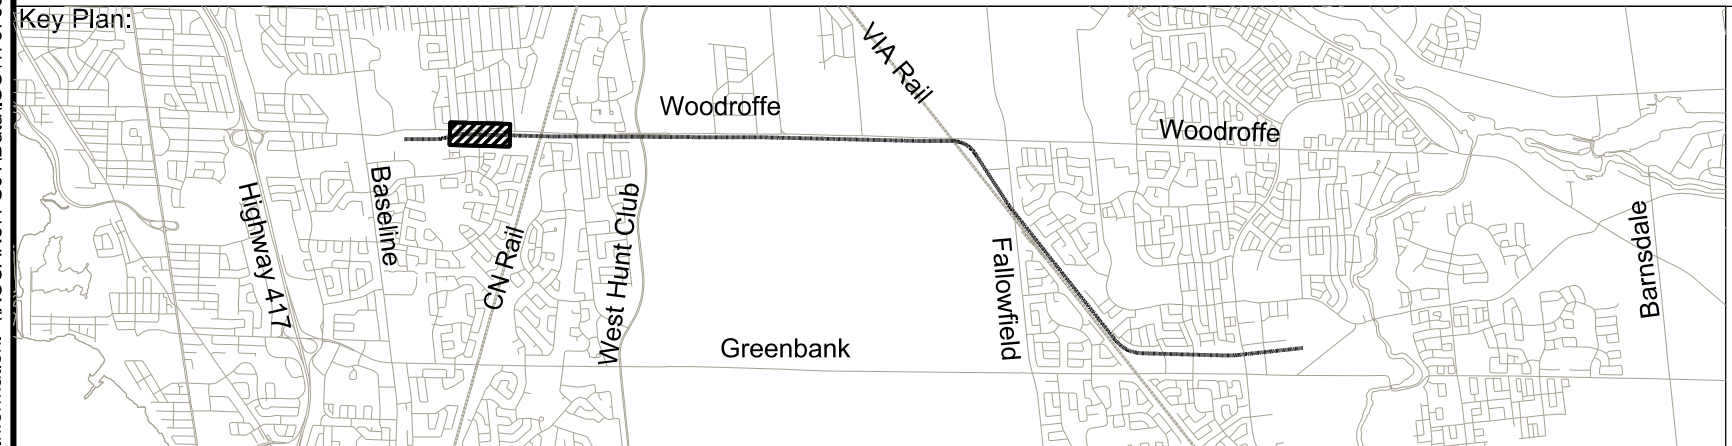 Key Plan:
VIA Rail
Woodroffe
Woodroffe
Highway 417
Baseline
CN Rail
West Hunt Club
Fallowfield
Barnsdale
Greenbank